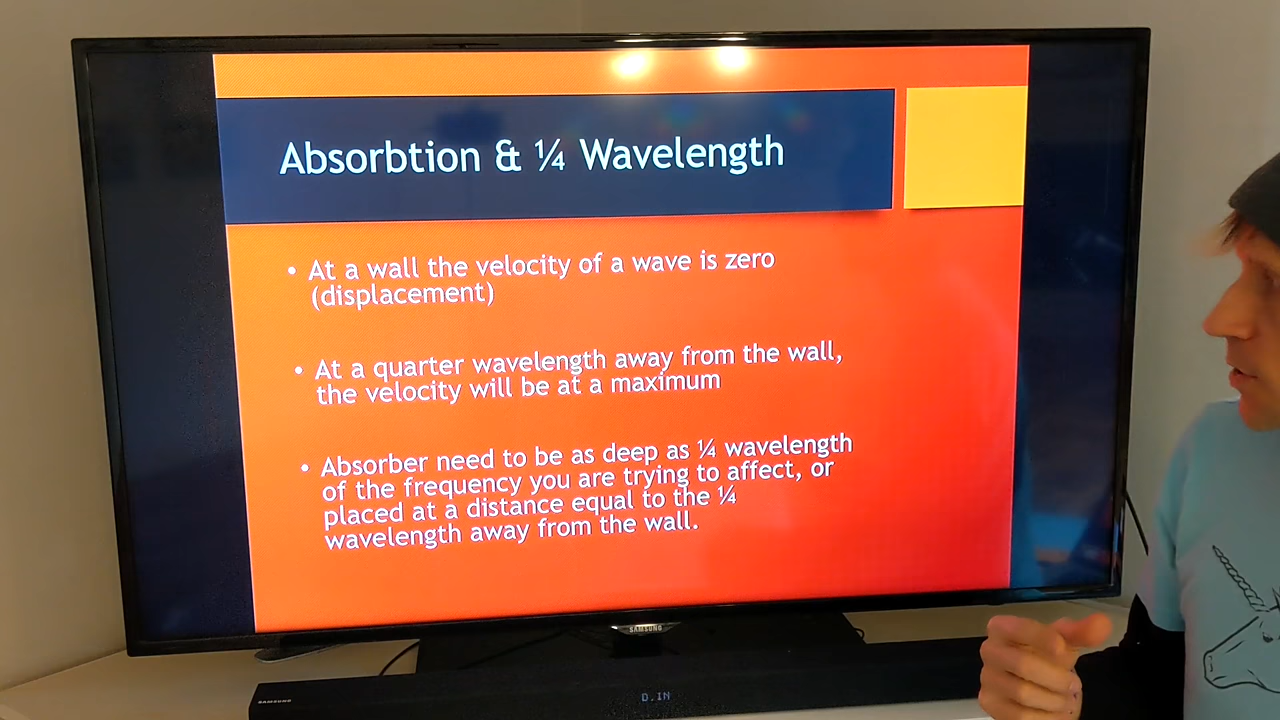 Absorbtion & ¼ Wavelength
• At a wall the velocity of a wave is zero
(displacement)
• At a quarter wavelength away from the wall,
the velocity will be at a maximum
• Absorber need to be as deep as ¼ wavelength
of the frequency you are trying to affect, or
placed at a distance equal to the ¼
wavelength away from the wall.
SAMSUNG
SAMSUNG
D.IN